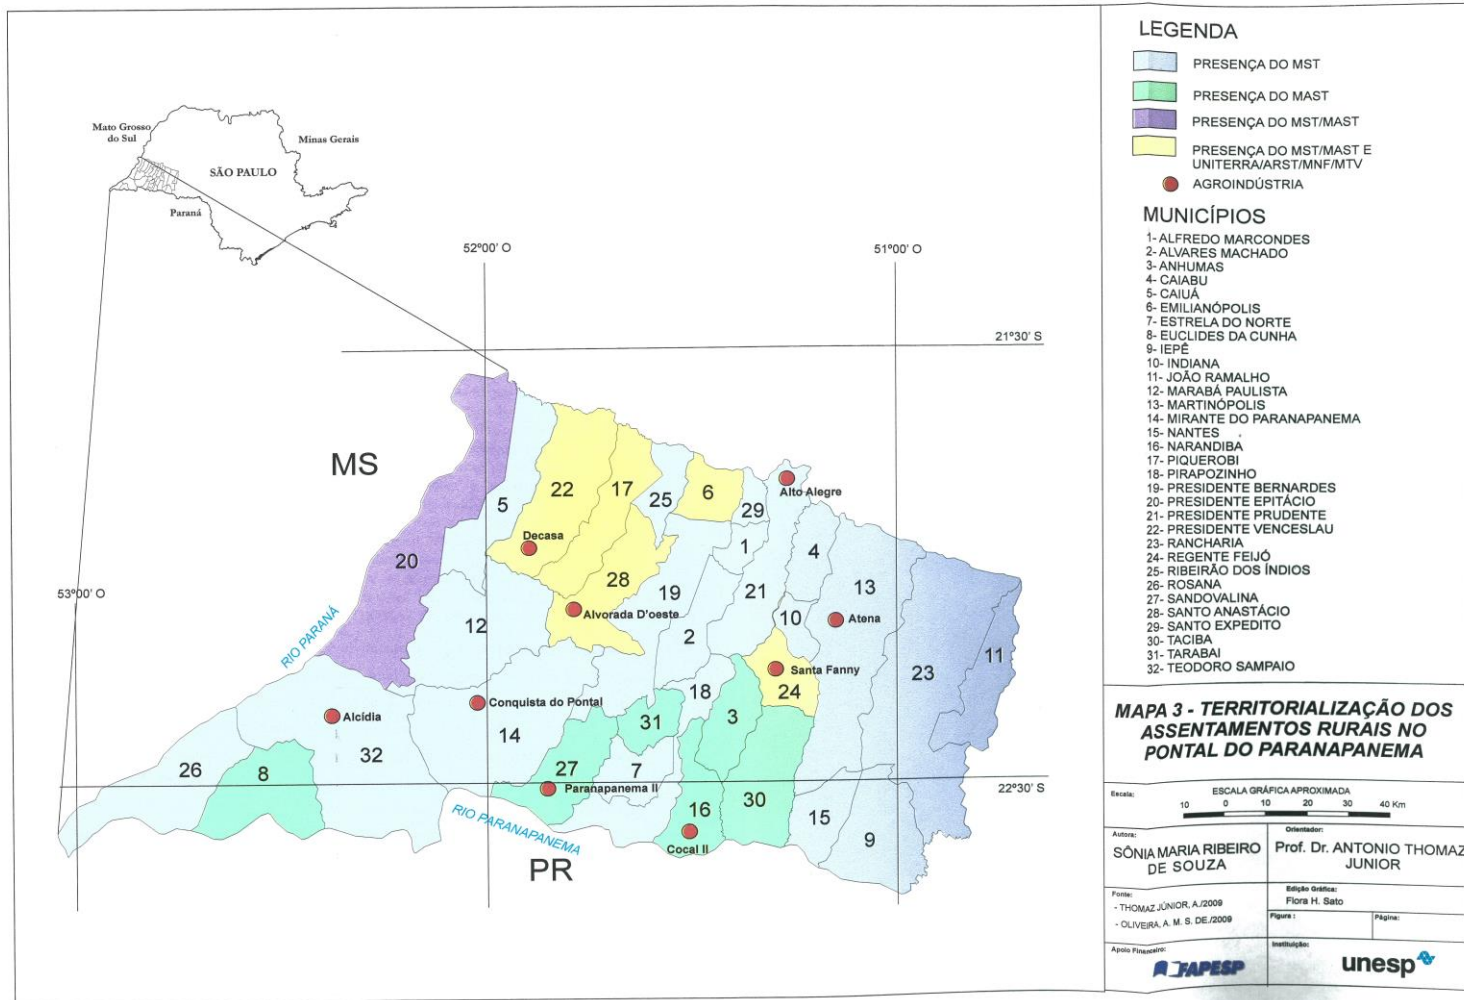 Mato Grosso
do Sul
Minas Gerais
SÃO PAULO
Paraná
52º00' O
51º00' O
21º30' S
MS
5
22
17
25
6
29
Alto Alegre
Decasa
20
1
4
28
19
21
13
53º00' O
Alvorada D'oeste
10
Atena
RIO PARANÁ
12
2
Santa Fanny
23
11
18
24
Conquista do Pontal
Alcídia
31
3
14
32
26
8
27
7
Paranapanema II
22º30' S
RIO PARANAPANEMA
16
30
15
9
Cocal II
PR
LEGENDA
PRESENÇA DO MST
PRESENÇA DO MAST
PRESENÇA DO MST/MAST
PRESENÇA DO MST/MAST E
UNITERRA/ARST/MNF/MTV
AGROINDÚSTRIA
MUNICÍPIOS
1- ALFREDO MARCONDES
2- ALVARES MACHADO
3- ANHUMAS
4- CAIABU
5- CAIUÁ
6- EMILIANÓPOLIS
7- ESTRELA DO NORTE
8- EUCLIDES DA CUNHA
9- IEPÊ
10- INDIANA
11- JOÃO RAMALHO
12- MARABÁ PAULISTA
13- MARTINÓPOLIS
14- MIRANTE DO PARANAPANEMA
15- NANTES
16- NARANDIBA
17- PIQUEROBI
18- PIRAPOZINHO
19- PRESIDENTE BERNARDES
20- PRESIDENTE EPITÁCIO
21- PRESIDENTE PRUDENTE
22- PRESIDENTE VENCESLAU
23- RANCHARIA
24- REGENTE FEIJÓ
25- RIBEIRÃO DOS ÍNDIOS
26- ROSANA
27- SANDOVALINA
28- SANTO ANASTÁCIO
29- SANTO EXPEDITO
30- TACIBA
31- TARABAI
32- TEODORO SAMPAIO
MAPA 3 - TERRITORIALIZAÇÃO DOS
ASSENTAMENTOS RURAIS NO
PONTAL DO PARANAPANEMA
Escala:
ESCALA GRÁFICA APROXIMADA
10 0 10 20 30 40 Km
Autora:
SÔNIA MARIA RIBEIRO
DE SOUZA
Orientador:
Prof. Dr. ANTONIO THOMAZ
JUNIOR
Fonte:
- THOMAZ JÚNIOR, A./2009
- OLIVEIRA, A. M. S. DE./2009
Edição Gráfica:
Flora H. Sato
Figura :
Página:
Apoio Financeiro:
FAPESP
Instituição:
unesp